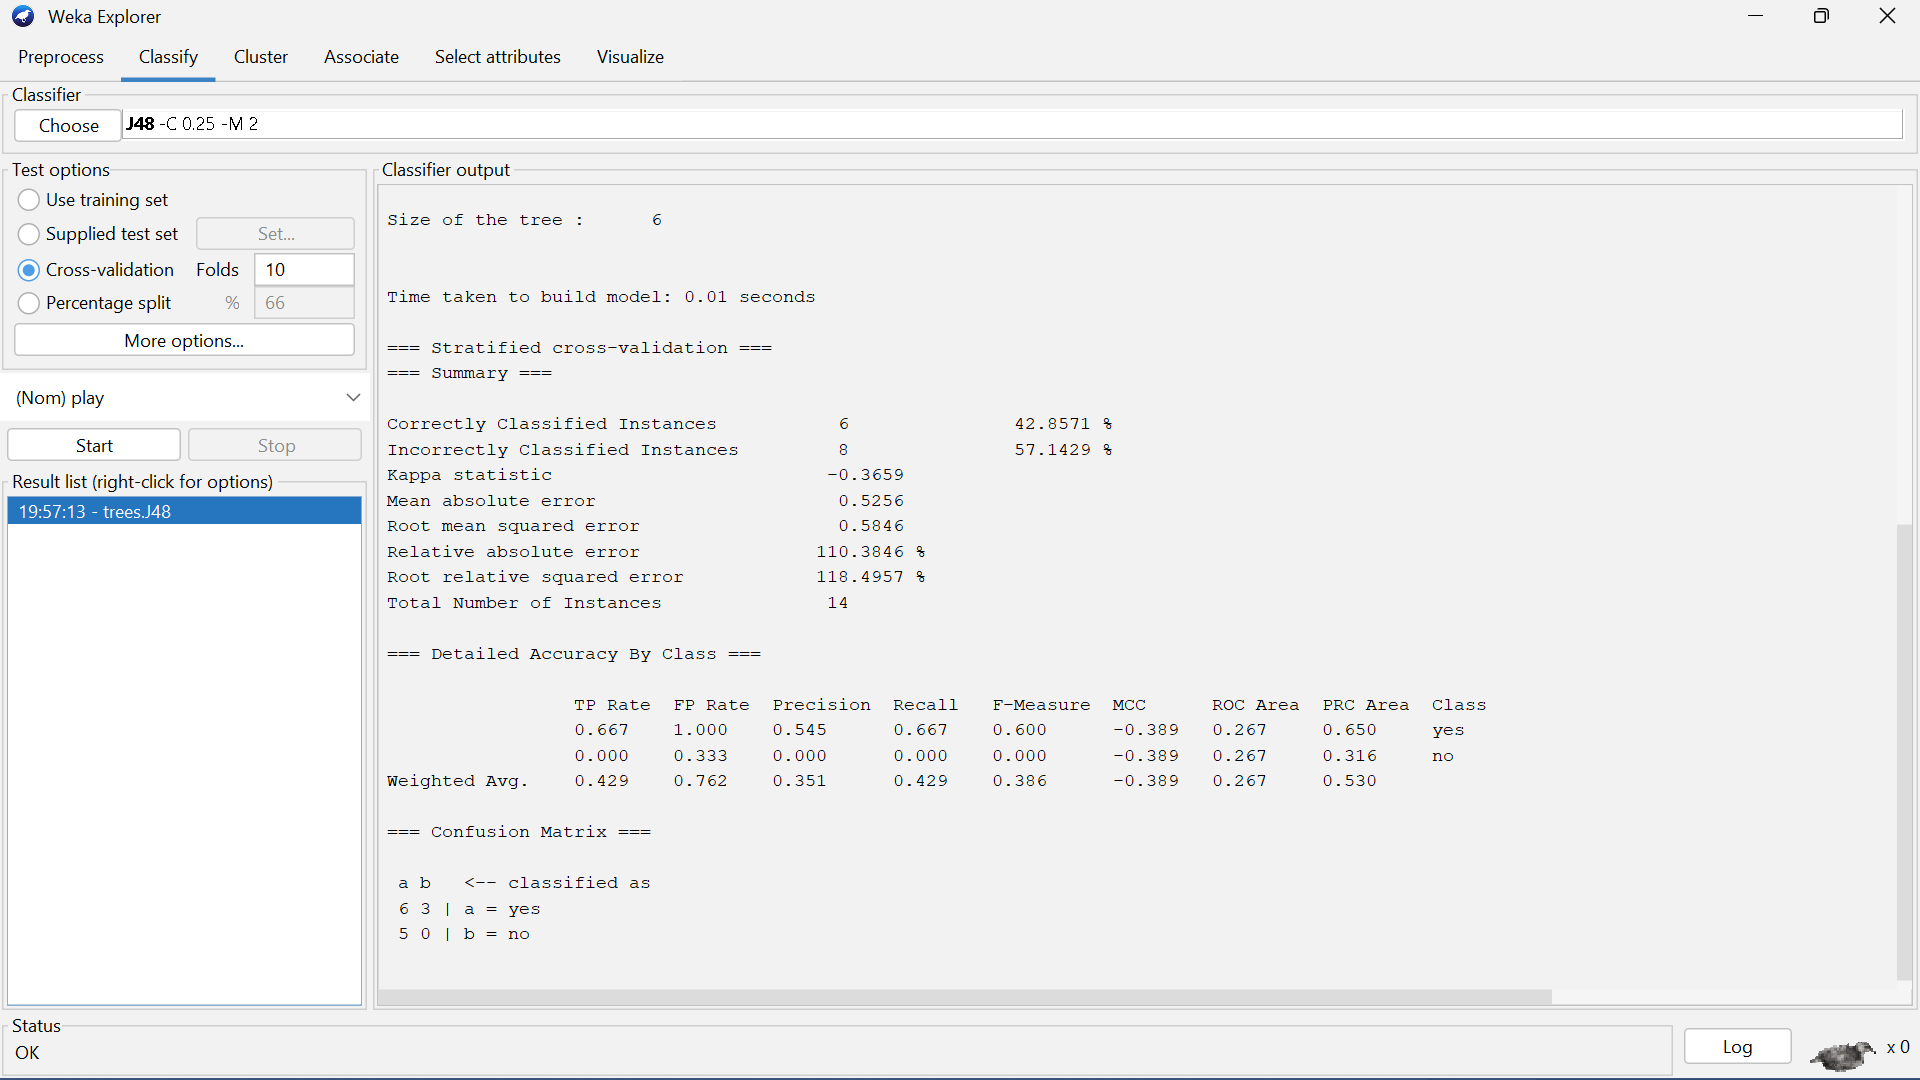 Weka Explorer
Preprocess Classify Cluster Associate Select attributes Visualize
Classifier
Choose J48 -C 0.25 -M 2
Test options
Use training set
Supplied test set Set...
Cross-validation Folds 10
Percentage split % 66
More options...
(Nom) play
Start Stop
Result list (right-click for options)
19:57:13 - trees.J48
Classifier output
Size of the tree : 6
Time taken to build model: 0.01 seconds
=== Stratified cross-validation ===
=== Summary ===
Correctly Classified Instances 6 42.8571 %
Incorrectly Classified Instances 8 57.1429 %
Kappa statistic -0.3659
Mean absolute error 0.5256
Root mean squared error 0.5846
Relative absolute error 110.3846 %
Root relative squared error 118.4957 %
Total Number of Instances 14
=== Detailed Accuracy By Class ===
TP Rate FP Rate Precision Recall F-Measure MCC ROC Area PRC Area Class
0.667 1.000 0.545 0.667 0.600 -0.389 0.267 0.650 yes
0.000 0.333 0.000 0.000 0.000 -0.389 0.267 0.316 no
Weighted Avg. 0.429 0.762 0.351 0.429 0.386 -0.389 0.267 0.530
=== Confusion Matrix ===
a b <-- classified as
6 3 | a = yes
5 0 | b = no
Status
OK
Log x 0